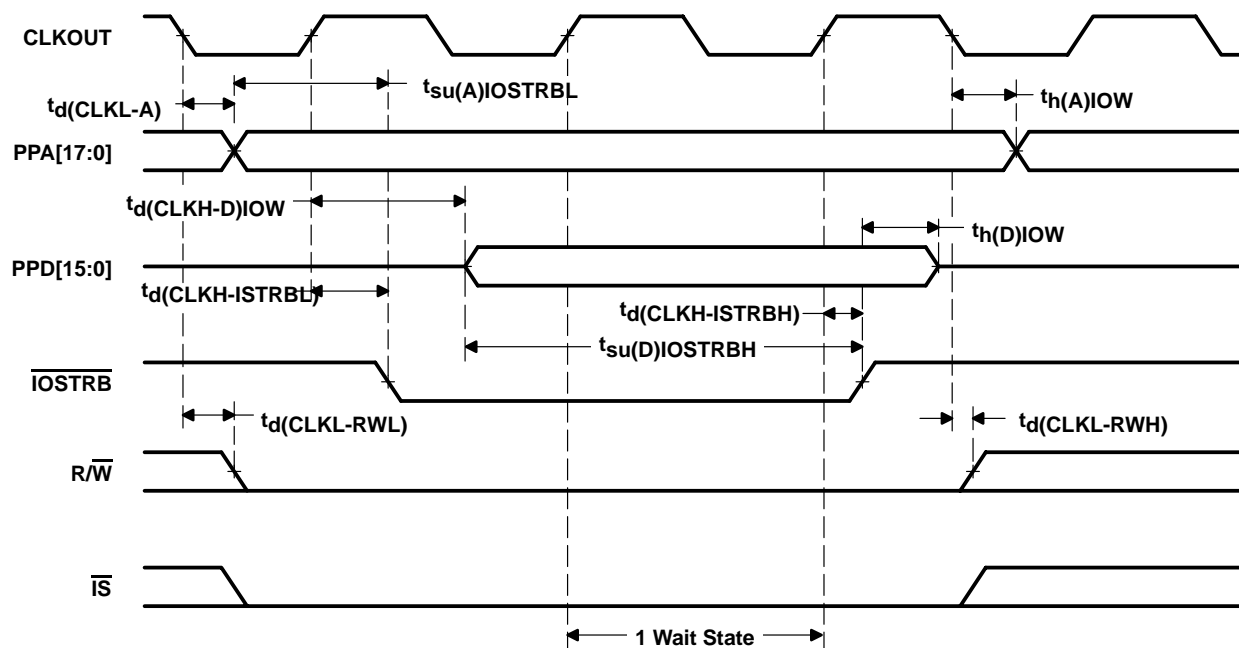 CLKOUT
tsu(A)IOSTRBL
td(CLKL-A)
th(A)IOW
PPA[17:0]
td(CLKH-D)IOW
th(D)IOW
PPD[15:0]
td(CLKH-ISTRBL)
td(CLKH-ISTRBH)
tsu(D)IOSTRBH
IOSTRB
td(CLKL-RWL)
td(CLKL-RWH)
R/W
IS
1 Wait State